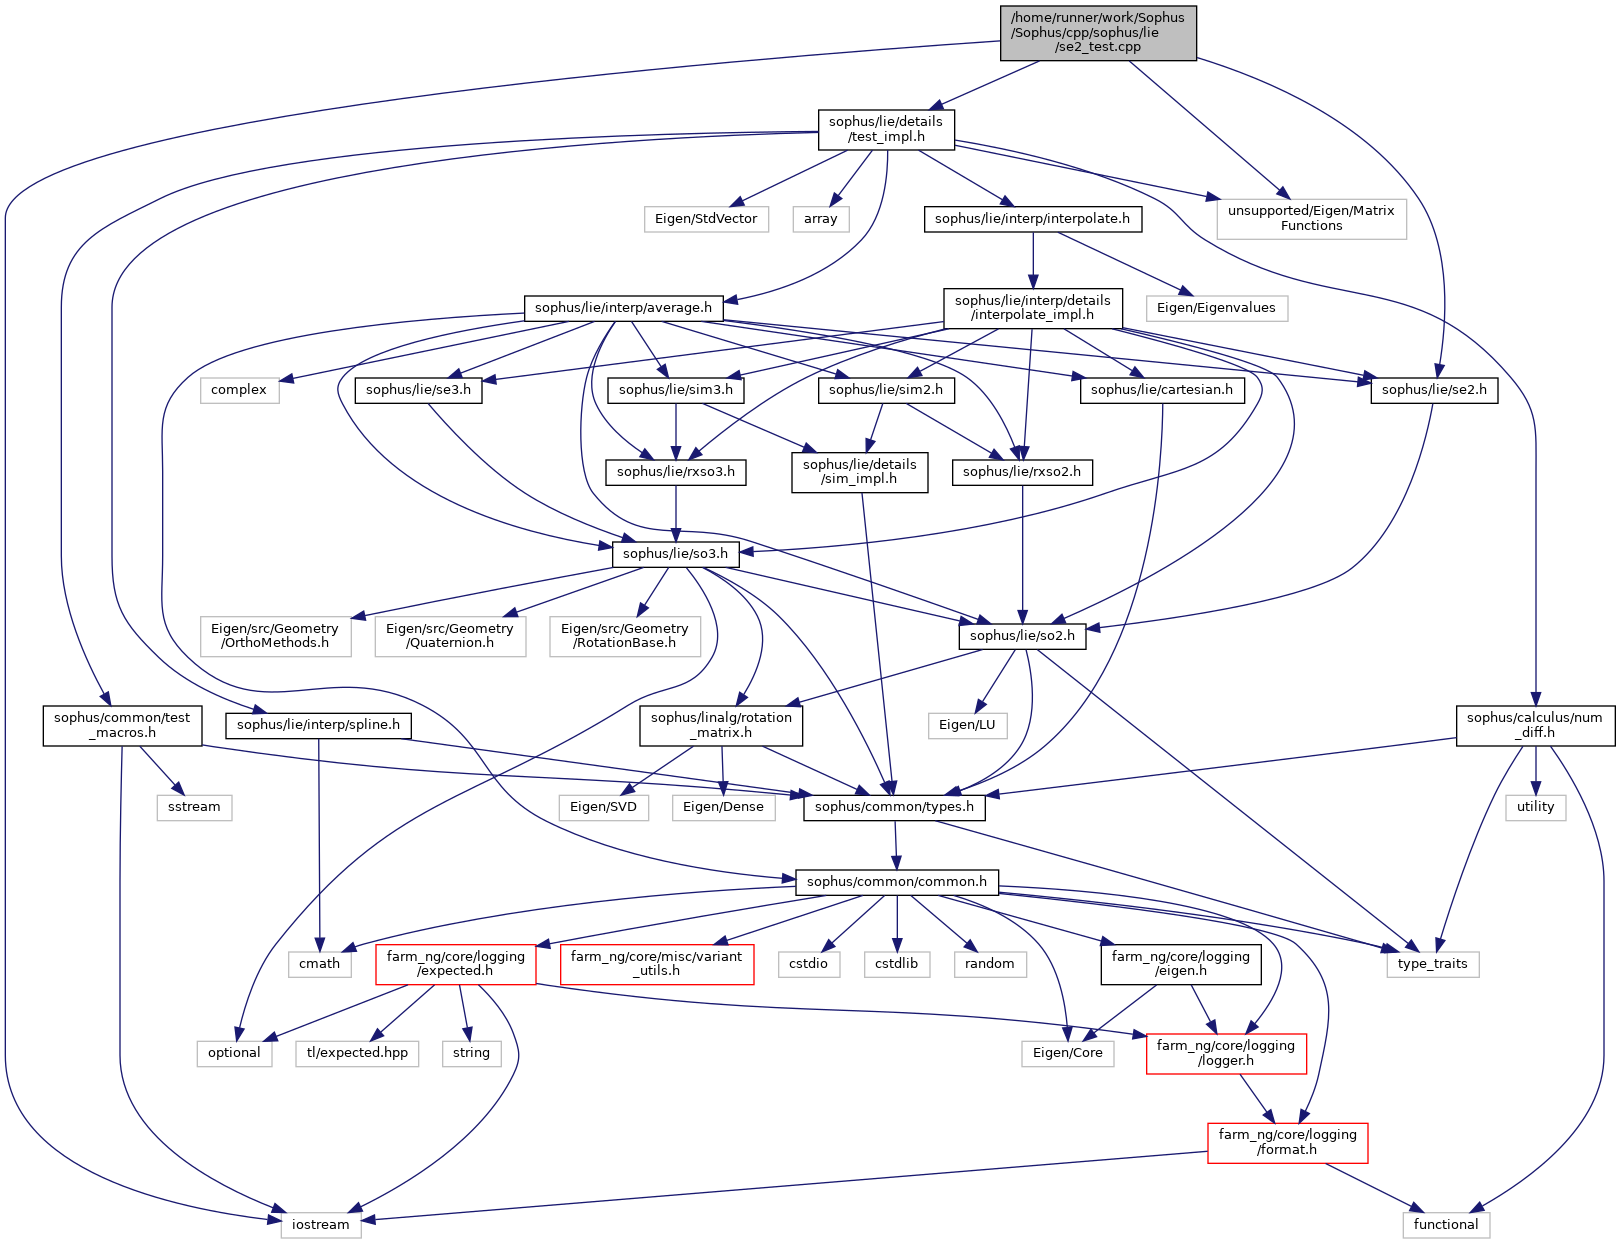 /home/runner/work/Sophus
/Sophus/cpp/sophus/lie
/se2_test.cpp
sophus/lie/details
/test_impl.h
Eigen/StdVector
array
sophus/lie/interp/interpolate.h
unsupported/Eigen/Matrix
Functions
sophus/lie/interp/average.h
sophus/lie/interp/details
/interpolate_impl.h
Eigen/Eigenvalues
complex
sophus/lie/se3.h
sophus/lie/sim3.h
sophus/lie/sim2.h
sophus/lie/cartesian.h
sophus/lie/se2.h
sophus/lie/rxso3.h
sophus/lie/details
/sim_impl.h
sophus/lie/rxso2.h
sophus/lie/so3.h
Eigen/src/Geometry
/OrthoMethods.h
Eigen/src/Geometry
/Quaternion.h
Eigen/src/Geometry
/RotationBase.h
sophus/lie/so2.h
sophus/common/test
_macros.h
sophus/lie/interp/spline.h
sophus/linalg/rotation
_matrix.h
Eigen/LU
sophus/calculus/num
_diff.h
sstream
Eigen/SVD
Eigen/Dense
sophus/common/types.h
utility
sophus/common/common.h
cmath
farm_ng/core/logging
/expected.h
farm_ng/core/misc/variant
_utils.h
cstdio
cstdlib
random
farm_ng/core/logging
/eigen.h
type_traits
optional
tl/expected.hpp
string
Eigen/Core
farm_ng/core/logging
/logger.h
farm_ng/core/logging
/format.h
iostream
functional